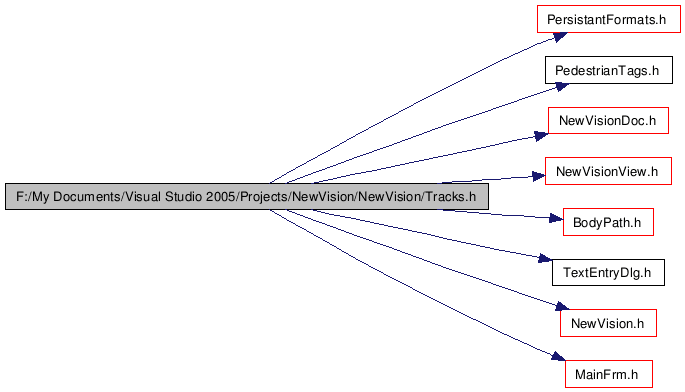 PersistantFormats.h
PedestrianTags.h
NewVisionDoc.h
NewVisionView.h
F:/My Documents/Visual Studio 2005/Projects/NewVision/NewVision/Tracks.h
BodyPath.h
TextEntryDlg.h
NewVision.h
MainFrm.h